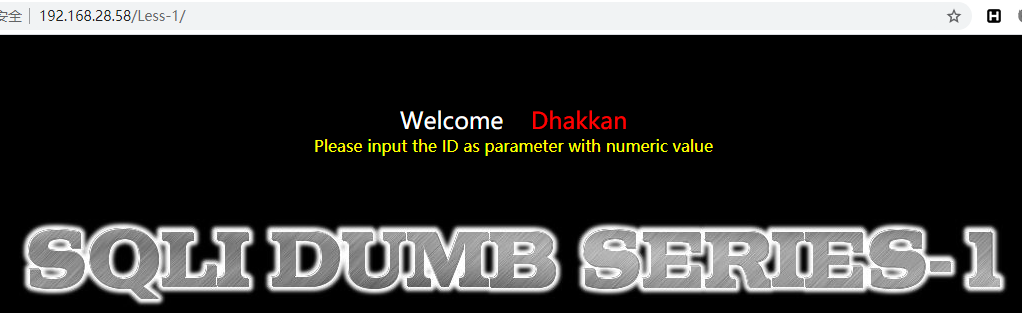 安全 192.168.28.58/Less-1/
Welcome Dhakkan
Please input the ID as parameter with numeric value
SQLI DUMB SERIES-1